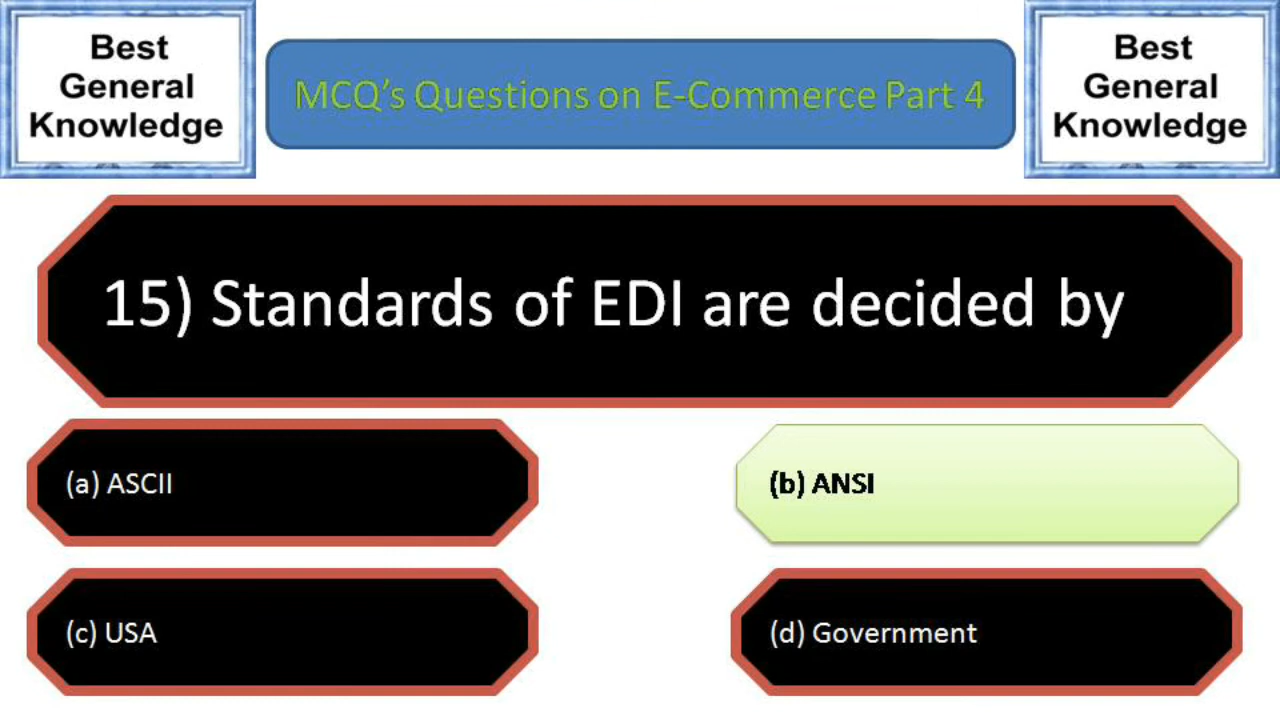 Best
General
Knowledge
MCQ's Questions on E-Commerce Part 4
Best
General
Knowledge
15) Standards of EDI are decided by
(a) ASCII
(b) ANSI
(c) USA
(d) Government